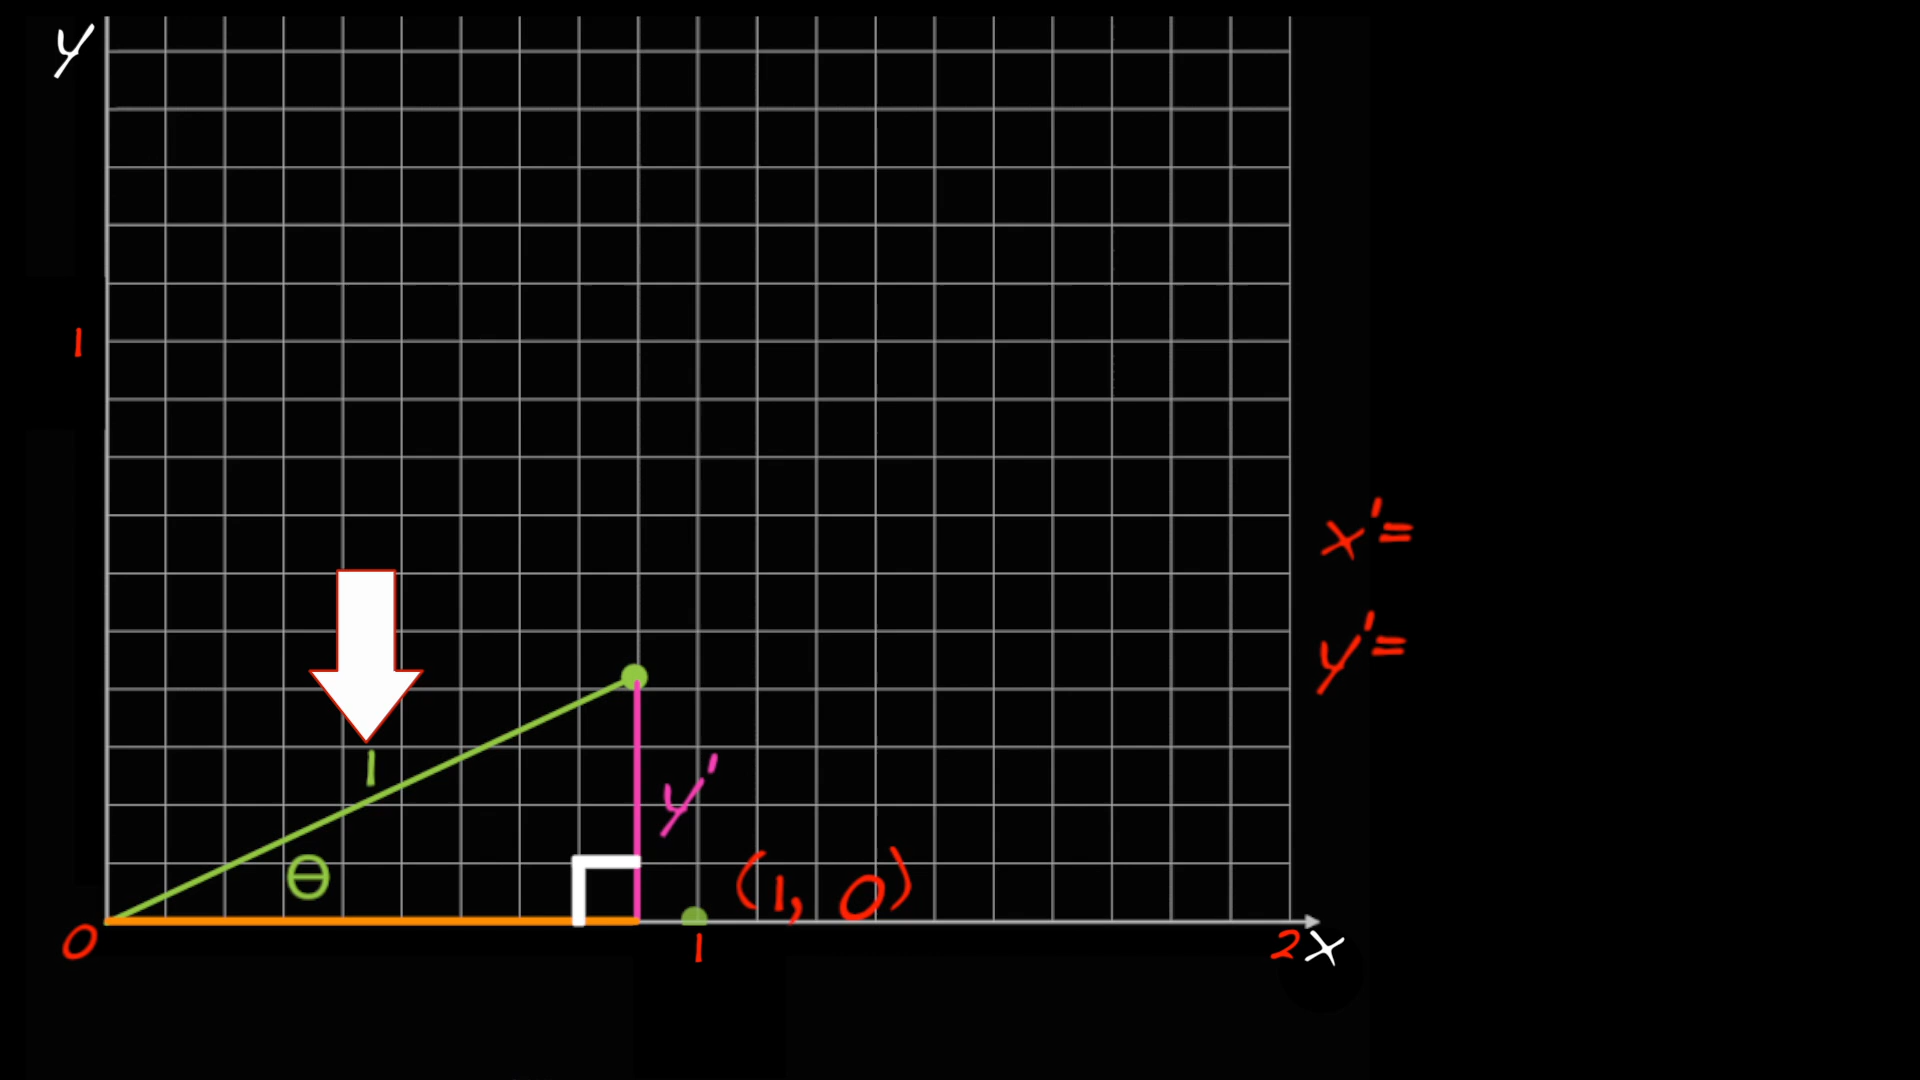 y
1
x'=
y'=
1
y'
θ
(1, 0)
0
1
2
x